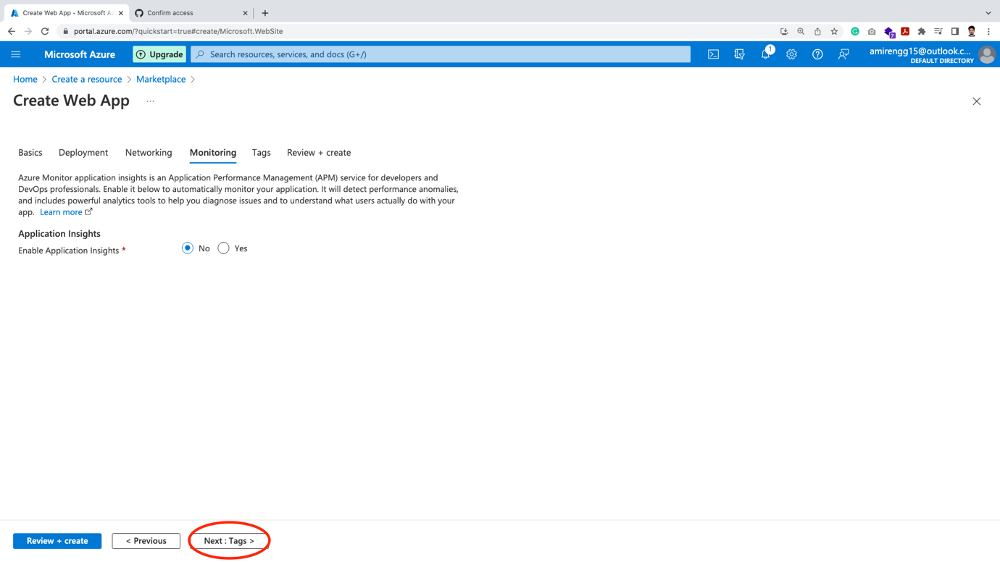 Create Web App - Microsoft Az
Confirm access
portal.azure.com/?quickstart=true#create/Microsoft.WebSite
7
Microsoft Azure
Upgrade
Search resources, services, and docs (G+/)
1
amirengg15@outlook.c...
DEFAULT DIRECTORY
Home > Create a resource > Marketplace >
Create Web App ...
Basics Deployment Networking Monitoring Tags Review + create
Azure Monitor application insights is an Application Performance Management (APM) service for developers and
DevOps professionals. Enable it below to automatically monitor your application. It will detect performance anomalies,
and includes powerful analytics tools to help you diagnose issues and to understand what users actually do with your
app. Learn more
Application Insights
Enable Application Insights *
No Yes
Review + create
< Previous
Next : Tags >